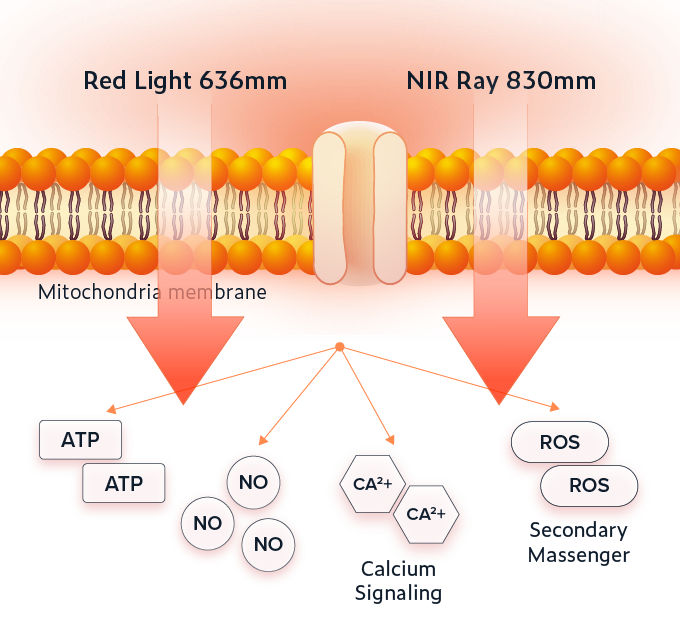 Red Light 636mm
NIR Ray 830mm
Mitochondria membrane
ATP
ATP
NO
NO
NO
CA²+
CA²+
Calcium
Signaling
ROS
ROS
Secondary
Massenger